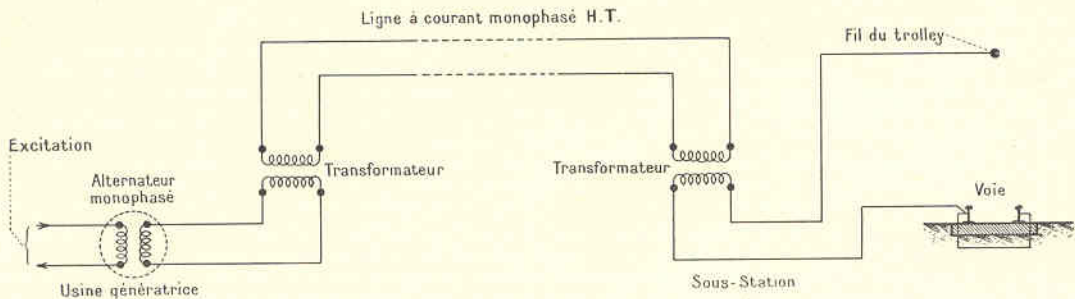 Ligne à courant monophasé H.T.
Fil du trolley
Excitation
Alternateur
monophasé
Transformateur
Transformateur
Voie
Usine génératrice
Sous-Station